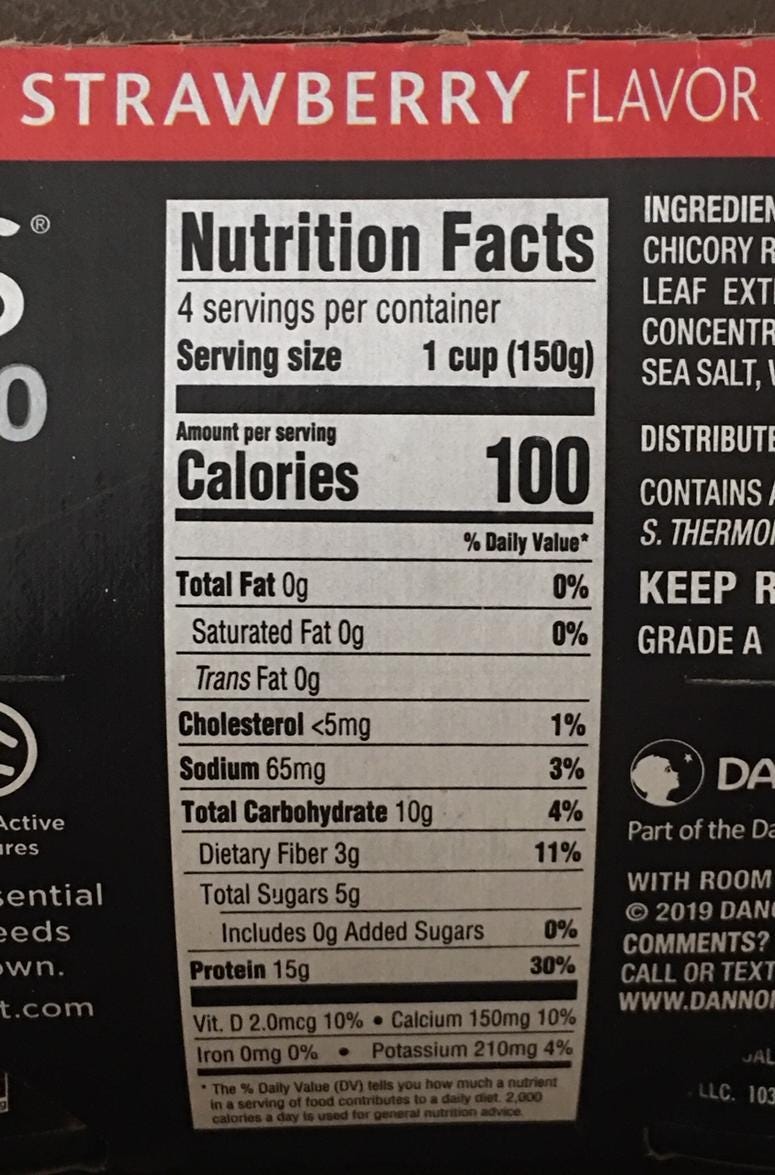 STRAWBERRY FLAVOR
®
0
Active
sential
eeds
own.
t.com
Nutrition Facts
4 servings per container
Serving size 1 cup (150g)
Amount per serving
Calories 100
% Daily Value*
Total Fat 0g 0%
Saturated Fat 0g 0%
Trans Fat 0g
Cholesterol <5mg 1%
Sodium 65mg 3%
Total Carbohydrate 10g 4%
Dietary Fiber 3g 11%
Total Sugars 5g
Includes 0g Added Sugars 0%
Protein 15g 30%
Vit. D 2.0mcg 10% • Calcium 150mg 10%
Iron 0mg 0% • Potassium 210mg 4%
* The % Daily Value (DV) tells you how much a nutrient
in a serving of food contributes to a daily diet. 2,000
calories a day is used for general nutrition advice.
INGREDIEN
CHICORY R
LEAF EXT
CONCENTR
SEA SALT,
DISTRIBUTE
CONTAINS
S. THERMO
KEEP R
GRADE A
DA
Part of the Da
WITH ROOM
© 2019 DAN
COMMENTS?
CALL OR TEXT
WWW.DANNO
LLC. 103